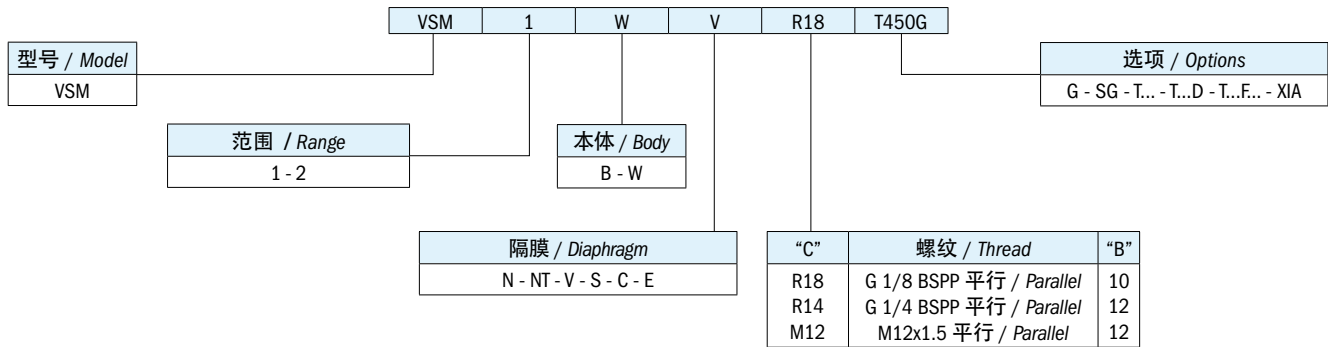 VSM 1 W V R18 T450G
型号 / Model
VSM
选项 / Options
G - SG - T... - T...D - T...F... - XIA
范围 / Range
1 - 2
本体 / Body
B - W
隔膜 / Diaphragm
N - NT - V - S - C - E
“C” 螺纹 / Thread “B”
R18 G 1/8 BSPP 平行 / Parallel 10
R14 G 1/4 BSPP 平行 / Parallel 12
M12 M12x1.5 平行 / Parallel 12